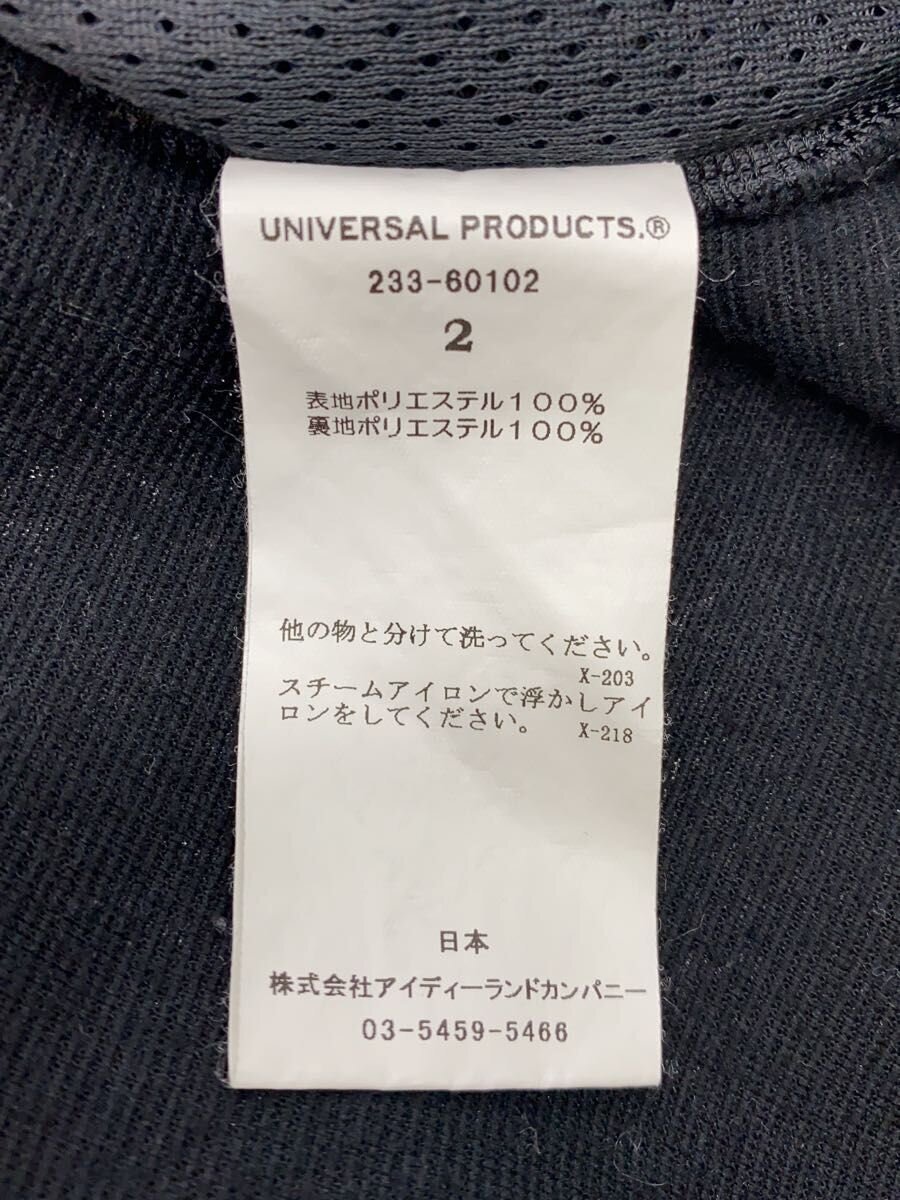 UNIVERSAL PRODUCTS.®
233-60102
2
表地ポリエステル100%
裏地ポリエステル100%
他の物と分けて洗ってください。
X-203
スチームアイロンで浮かしアイ
ロンをしてください。 X-218
日本
株式会社アイディーランドカンパニー
03-5459-5466